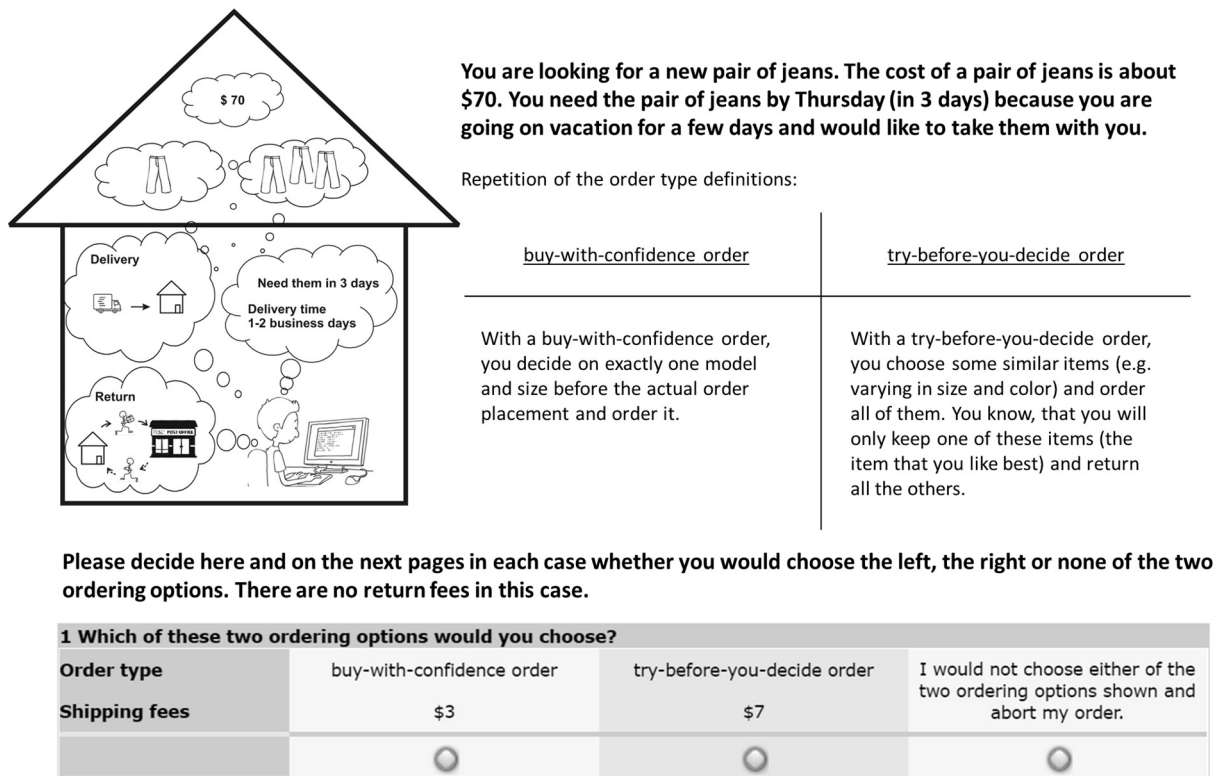 $ 70
Delivery
Need them in 3 days
Delivery time
1-2 business days
Return
POST OFFICE
You are looking for a new pair of jeans. The cost of a pair of jeans is about
$70. You need the pair of jeans by Thursday (in 3 days) because you are
going on vacation for a few days and would like to take them with you.
Repetition of the order type definitions:
buy-with-confidence order
try-before-you-decide order
With a buy-with-confidence order,
you decide on exactly one model
and size before the actual order
placement and order it.
With a try-before-you-decide order,
you choose some similar items (e.g.
varying in size and color) and order
all of them. You know, that you will
only keep one of these items (the
item that you like best) and return
all the others.
Please decide here and on the next pages in each case whether you would choose the left, the right or none of the two
ordering options. There are no return fees in this case.
1 Which of these two ordering options would you choose?
Order type
buy-with-confidence order
try-before-you-decide order
I would not choose either of the
two ordering options shown and
abort my order.
Shipping fees
$3
$7